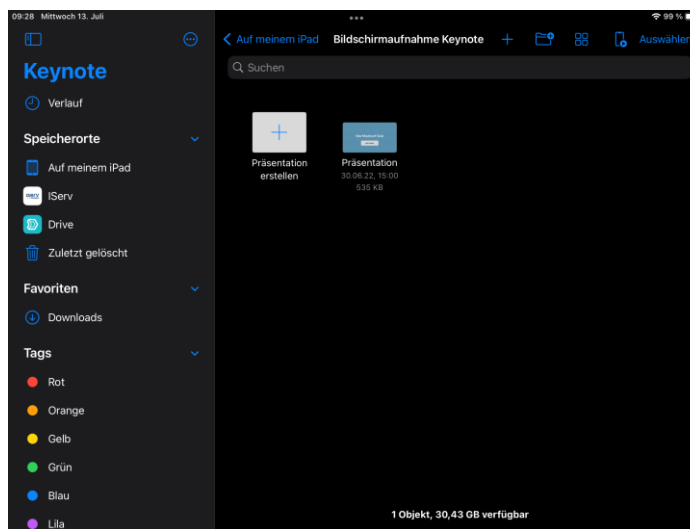 09:28 Mittwoch 13. Juli
99 %
Auf meinem iPad
Bildschirmaufnahme Keynote
Auswählen
Keynote
Suchen
Verlauf
Speicherorte
Auf meinem iPad
IServ
Drive
Zuletzt gelöscht
Favoriten
Downloads
Tags
Rot
Orange
Gelb
Grün
Blau
Lila
Präsentation
erstellen
Präsentation
30.06.22, 15:00
535 KB
1 Objekt, 30,43 GB verfügbar